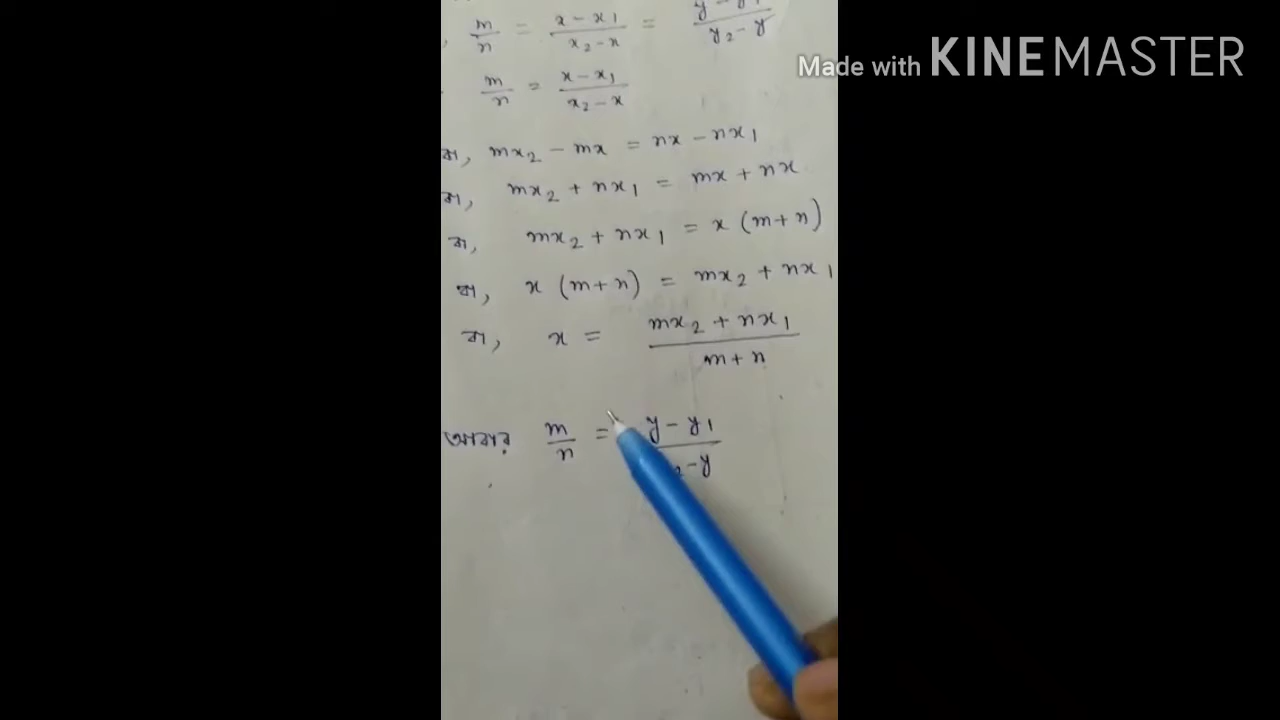 Made with KINEMASTER
m/n = x - x₁/x₂ - x = y - y₁/y₂ - y
m/n = x - x₁/x₂ - x
বা, mx₂ - mx = nx - nx₁
বা, mx₂ + nx₁ = mx + nx
বা, mx₂ + nx₁ = x (m+n)
বা, x (m+n) = mx₂ + nx₁
বা, x = mx₂ + nx₁/m+n
আবার m/n = y - y₁/₂ - y